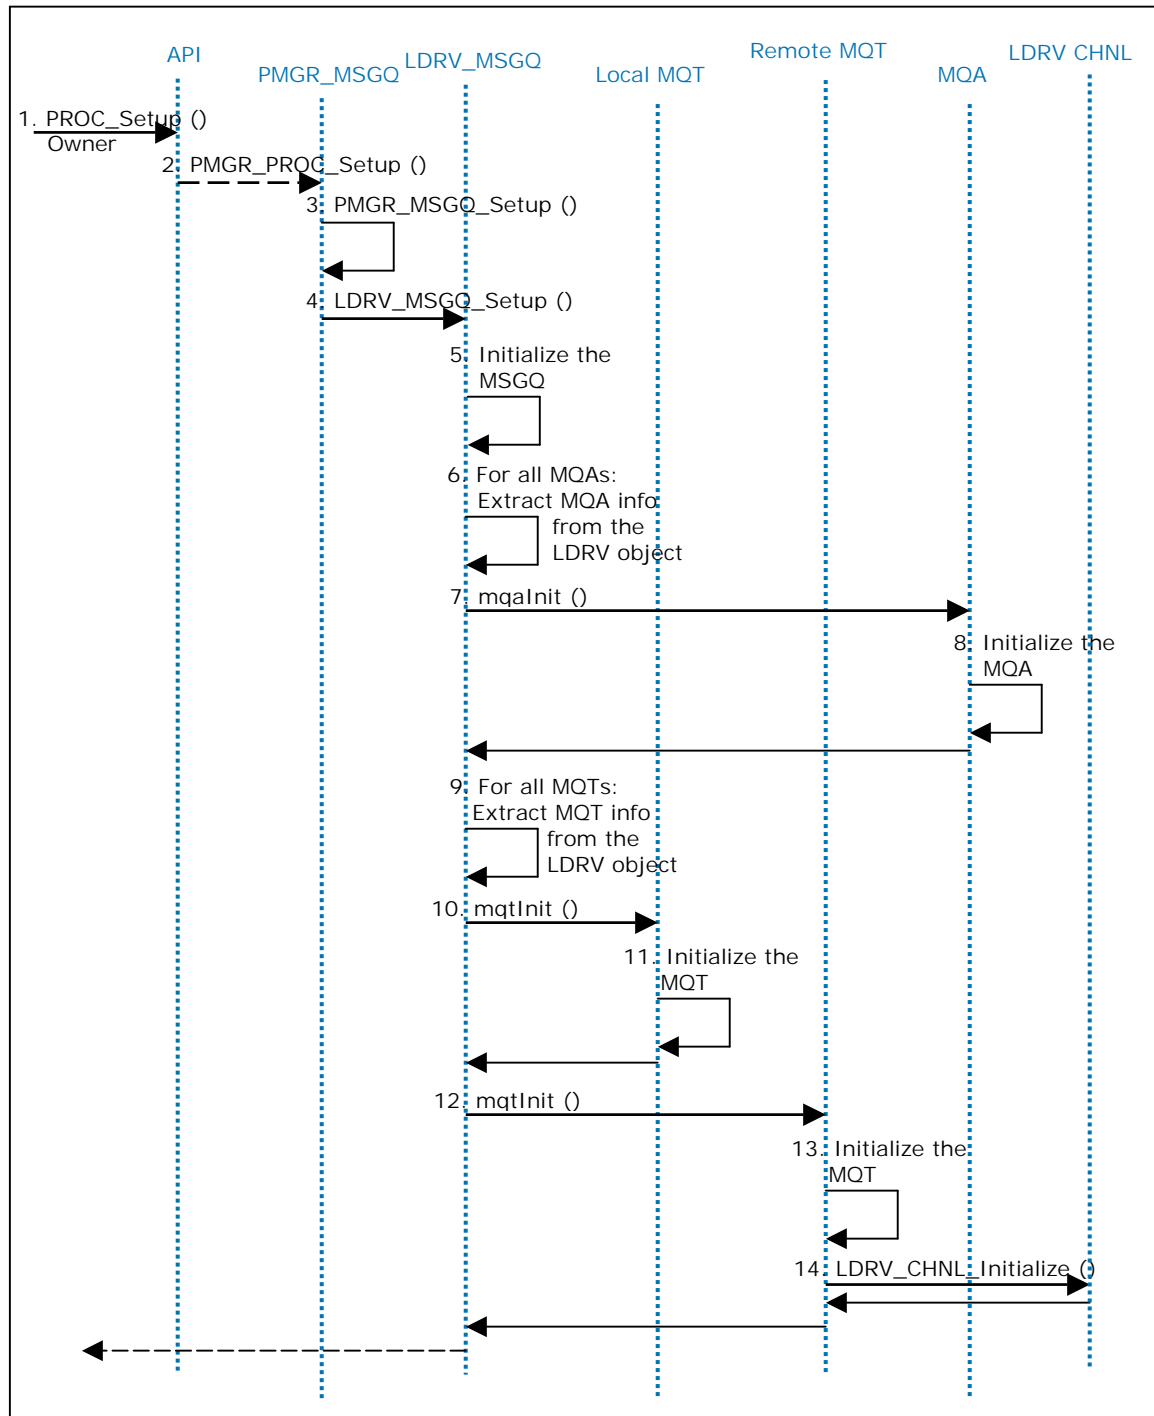 API
PMGR_MSGQ
LDRV_MSGQ
Local MQT
Remote MQT
MQA
LDRV CHNL
1. PROC_Setup ()
Owner
2. PMGR_PROC_Setup ()
3. PMGR_MSGQ_Setup ()
4. LDRV_MSGQ_Setup ()
5. Initialize the
MSGQ
6. For all MQAs:
Extract MQA info
from the
LDRV object
7. mqaInit ()
8. Initialize the
MQA
9. For all MQTs:
Extract MQT info
from the
LDRV object
10. mqtInit ()
11. Initialize the
MQT
12. mqtInit ()
13. Initialize the
MQT
14. LDRV_CHNL_Initialize ()